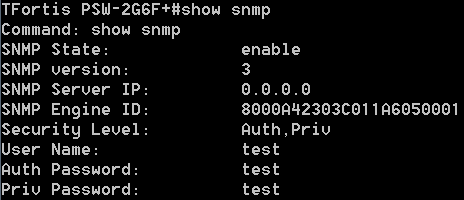 TFortis PSW-2G6F+#show snmp
Command: show snmp
SNMP State: enable
SNMP version: 3
SNMP Server IP: 0.0.0.0
SNMP Engine ID: 8000A42303C011A6050001
Security Level: Auth,Priv
User Name: test
Auth Password: test
Priv Password: test